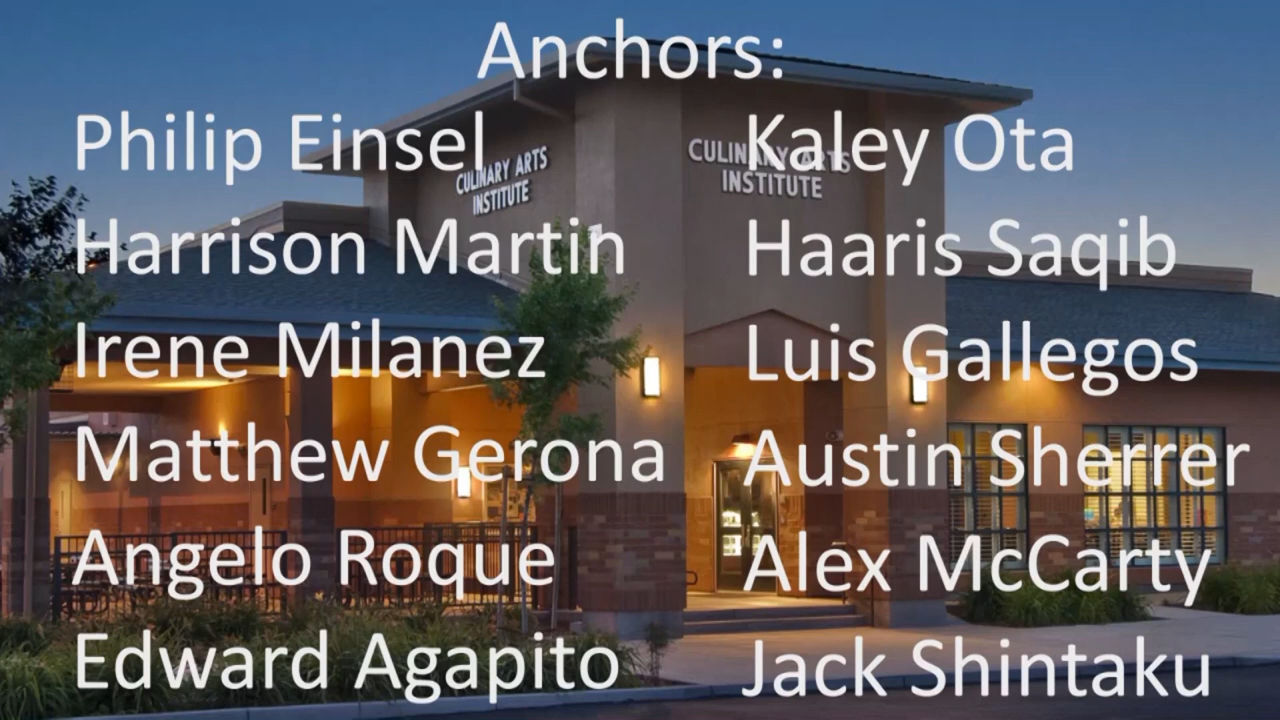 Anchors:
Philip Einsel
Harrison Martin
Irene Milanez
Matthew Gerona
Angelo Roque
Edward Agapito
Kaley Ota
Haaris Saqib
Luis Gallegos
Austin Sherrer
Alex McCarty
Jack Shintaku
CULINARY ARTS
INSTITUTE
CULINARY ARTS
INSTITUTE